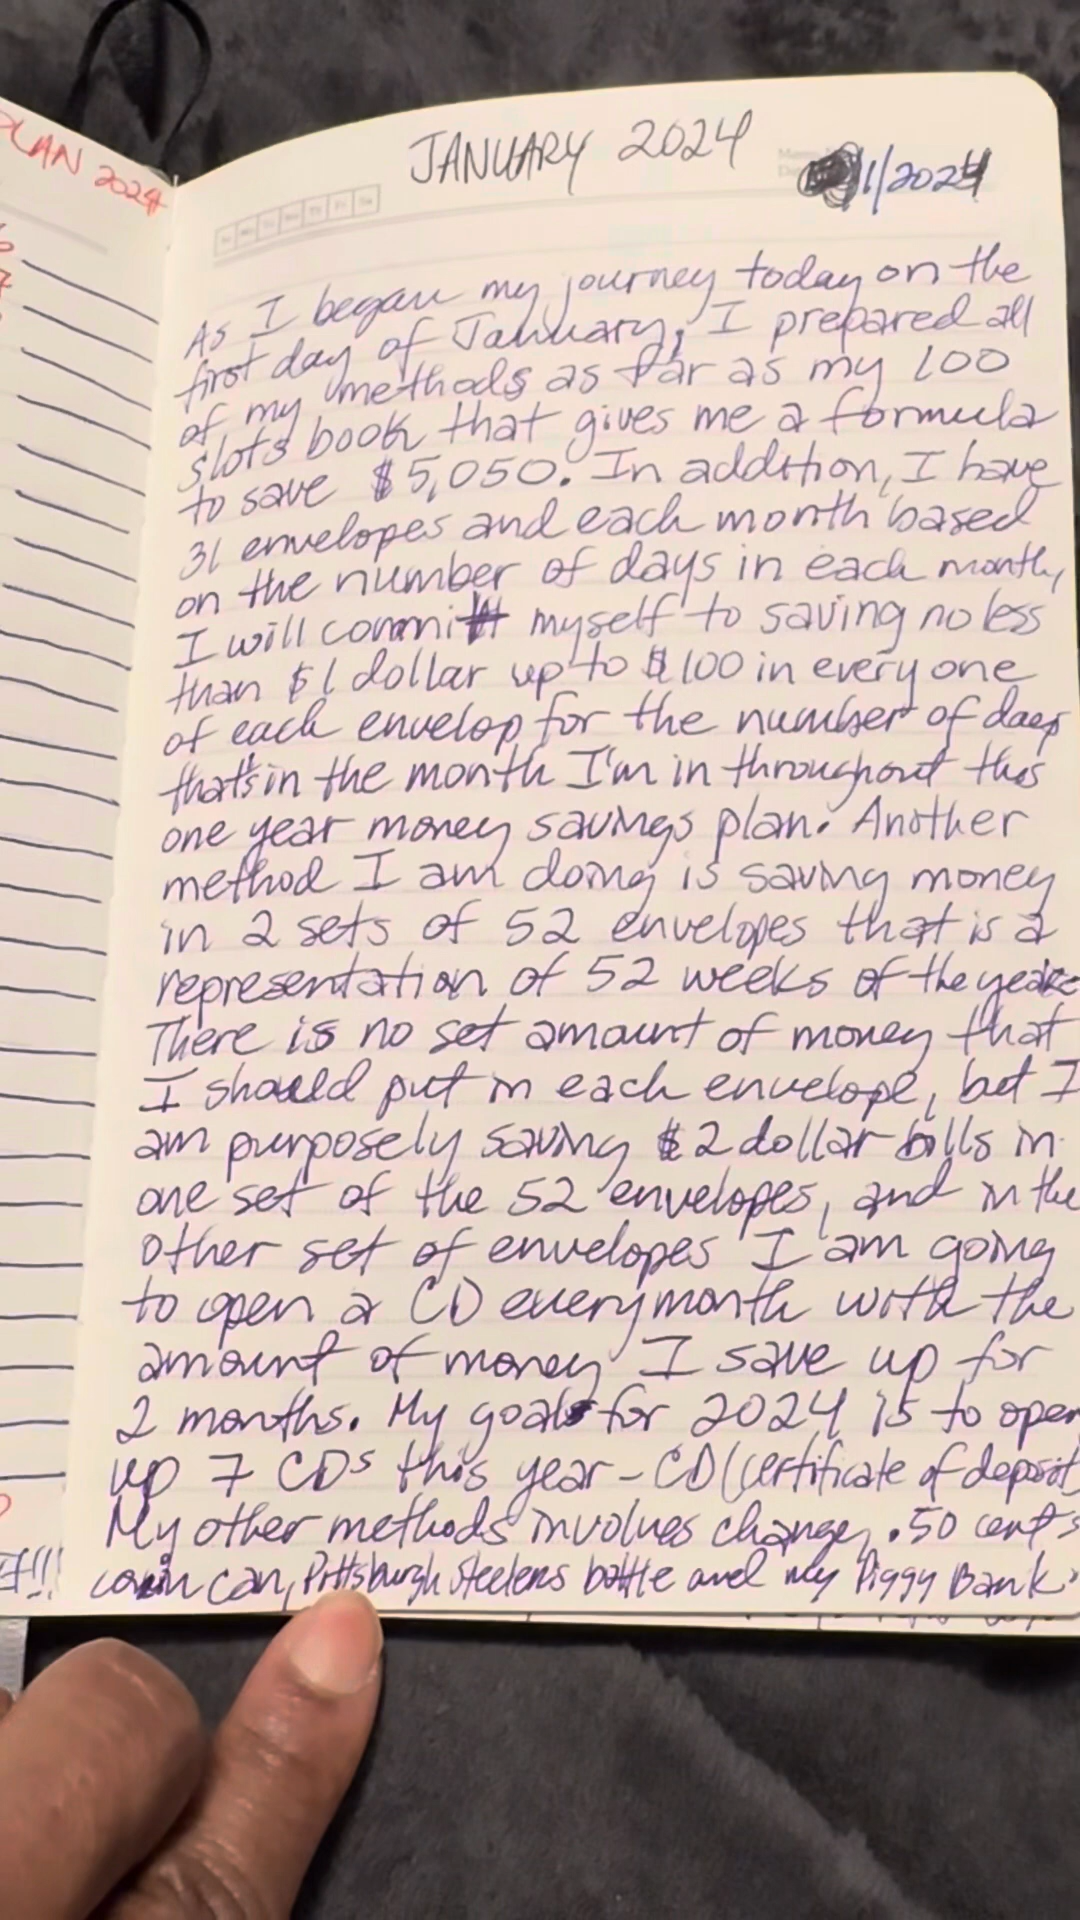 PLAN 2024
JANUARY 2024
1/2024
As I began my journey today on the
first day of January, I prepared all
of my methods as far as my 100
slots book that gives me a formula
to save $5,050. In addition, I have
31 envelopes and each month based
on the number of days in each month,
I will commit myself to saving no less
than $1 dollar up to $100 in every one
of each envelop for the number of days
that's in the month I'm in throughout this
one year money savings plan. Another
method I am doing is saving money
in 2 sets of 52 envelopes that is a
representation of 52 weeks of the year.
There is no set amount of money that
I should put in each envelope, but I
am purposely saving $2 dollar bills in
one set of the 52 envelopes, and in the
other set of envelopes I am going
to open a CD every month with the
amount of money I save up for
2 months. My goals for 2024 is to open
up 7 CDs this year - CD (certificate of deposit)
My other methods involves change, .50 cents
coin can, Pittsburgh Steelers bottle and my Piggy Bank.